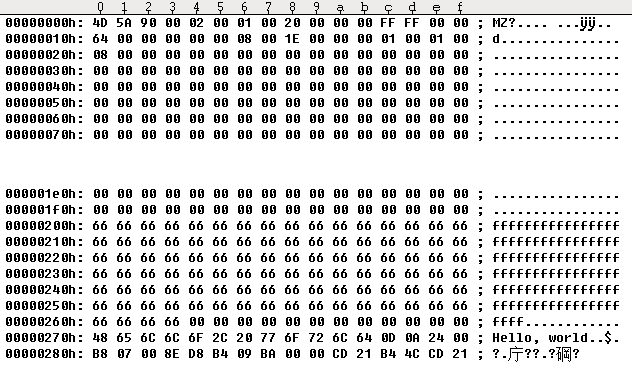 0 1 2 3 4 5 6 7 8 9 a b c d e f
00000000h: 4D 5A 90 00 02 00 01 00 20 00 00 00 FF FF 00 00 ; MZ?..... ...ÿÿ..
00000010h: 64 00 00 00 00 00 08 00 1E 00 00 00 01 00 01 00 ; d...............
00000020h: 08 00 00 00 00 00 00 00 00 00 00 00 00 00 00 00 ; ................
00000030h: 00 00 00 00 00 00 00 00 00 00 00 00 00 00 00 00 ; ................
00000040h: 00 00 00 00 00 00 00 00 00 00 00 00 00 00 00 00 ; ................
00000050h: 00 00 00 00 00 00 00 00 00 00 00 00 00 00 00 00 ; ................
00000060h: 00 00 00 00 00 00 00 00 00 00 00 00 00 00 00 00 ; ................
00000070h: 00 00 00 00 00 00 00 00 00 00 00 00 00 00 00 00 ; ................
000001e0h: 00 00 00 00 00 00 00 00 00 00 00 00 00 00 00 00 ; ................
000001f0h: 00 00 00 00 00 00 00 00 00 00 00 00 00 00 00 00 ; ................
00000200h: 66 66 66 66 66 66 66 66 66 66 66 66 66 66 66 66 ; ffffffffffffffff
00000210h: 66 66 66 66 66 66 66 66 66 66 66 66 66 66 66 66 ; ffffffffffffffff
00000220h: 66 66 66 66 66 66 66 66 66 66 66 66 66 66 66 66 ; ffffffffffffffff
00000230h: 66 66 66 66 66 66 66 66 66 66 66 66 66 66 66 66 ; ffffffffffffffff
00000240h: 66 66 66 66 66 66 66 66 66 66 66 66 66 66 66 66 ; ffffffffffffffff
00000250h: 66 66 66 66 66 66 66 66 66 66 66 66 66 66 66 66 ; ffffffffffffffff
00000260h: 66 66 66 66 00 00 00 00 00 00 00 00 00 00 00 00 ; ffff............
00000270h: 48 65 6C 6C 6F 2C 20 77 6F 72 6C 64 0D 0A 24 00 ; Hello, world..$.
00000280h: B8 07 00 8E D8 B4 09 BA 00 00 CD 21 B4 4C CD 21 ; ?.庁??.?碙?